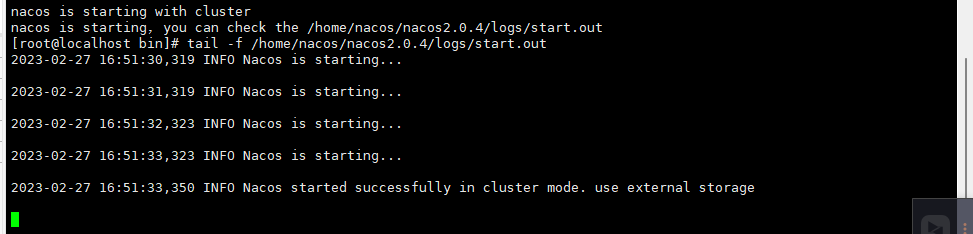 nacos is starting with cluster
nacos is starting, you can check the /home/nacos/nacos2.0.4/logs/start.out
[root@localhost bin]# tail -f /home/nacos/nacos2.0.4/logs/start.out
2023-02-27 16:51:30,319 INFO Nacos is starting...
2023-02-27 16:51:31,319 INFO Nacos is starting...
2023-02-27 16:51:32,323 INFO Nacos is starting...
2023-02-27 16:51:33,323 INFO Nacos is starting...
2023-02-27 16:51:33,350 INFO Nacos started successfully in cluster mode. use external storage